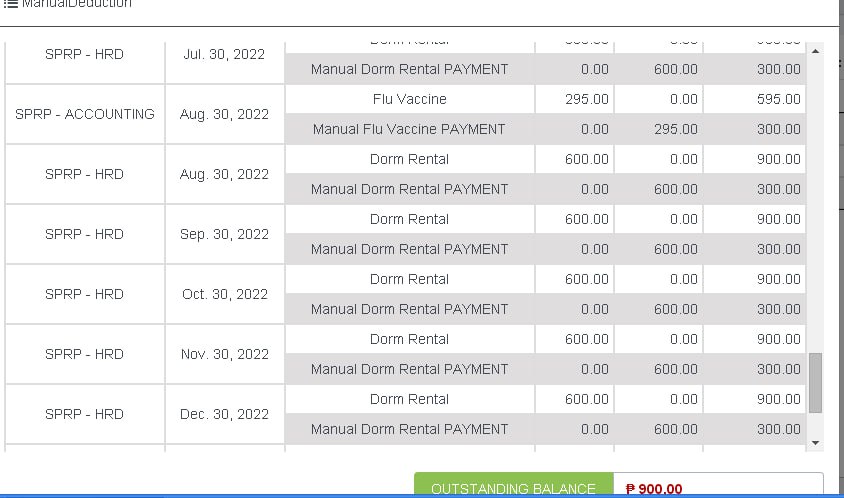 ManualDeduction
SPRP - HRD Jul. 30, 2022
Manual Dorm Rental PAYMENT 0.00 600.00 300.00
SPRP - ACCOUNTING Aug. 30, 2022 Flu Vaccine 295.00 0.00 595.00
Manual Flu Vaccine PAYMENT 0.00 295.00 300.00
SPRP - HRD Aug. 30, 2022 Dorm Rental 600.00 0.00 900.00
Manual Dorm Rental PAYMENT 0.00 600.00 300.00
SPRP - HRD Sep. 30, 2022 Dorm Rental 600.00 0.00 900.00
Manual Dorm Rental PAYMENT 0.00 600.00 300.00
SPRP - HRD Oct. 30, 2022 Dorm Rental 600.00 0.00 900.00
Manual Dorm Rental PAYMENT 0.00 600.00 300.00
SPRP - HRD Nov. 30, 2022 Dorm Rental 600.00 0.00 900.00
Manual Dorm Rental PAYMENT 0.00 600.00 300.00
SPRP - HRD Dec. 30, 2022 Dorm Rental 600.00 0.00 900.00
Manual Dorm Rental PAYMENT 0.00 600.00 300.00
OUTSTANDING BALANCE ₱ 900.00